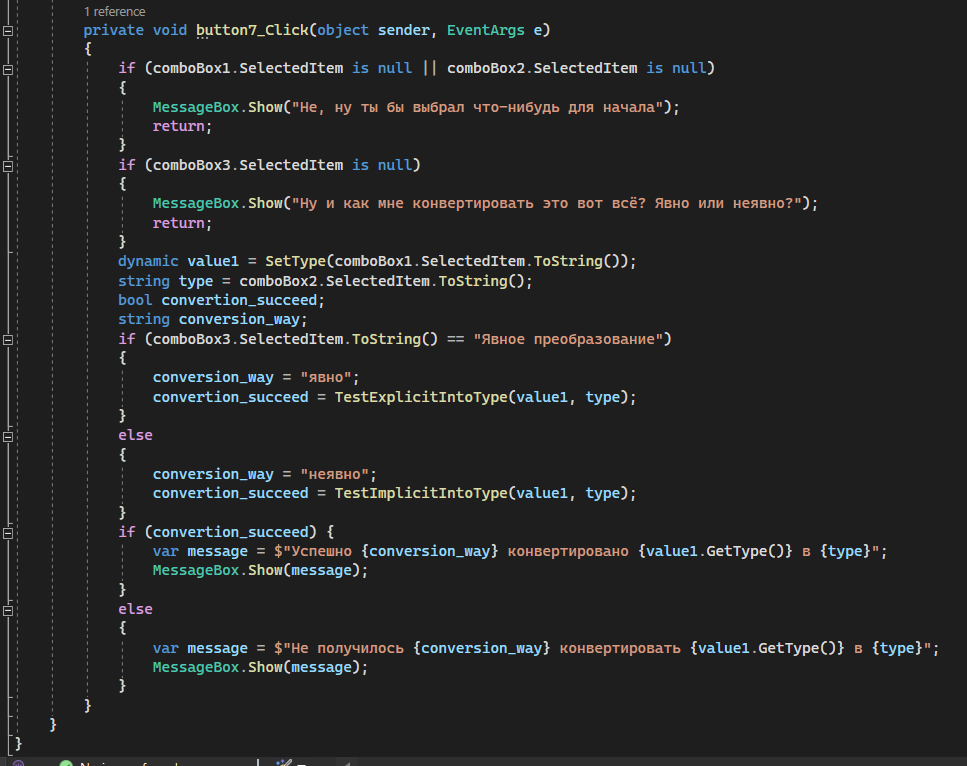 1 reference
private void button7_Click(object sender, EventArgs e)
{
if (comboBox1.SelectedItem is null || comboBox2.SelectedItem is null)
{
MessageBox.Show("Не, ну ты бы выбрал что-нибудь для начала");
return;
}
if (comboBox3.SelectedItem is null)
{
MessageBox.Show("Ну и как мне конвертировать это вот всё? Явно или неявно?");
return;
}
dynamic value1 = SetType(comboBox1.SelectedItem.ToString());
string type = comboBox2.SelectedItem.ToString();
bool convertion_succeed;
string conversion_way;
if (comboBox3.SelectedItem.ToString() == "Явное преобразование")
{
conversion_way = "явно";
convertion_succeed = TestExplicitIntoType(value1, type);
}
else
{
conversion_way = "неявно";
convertion_succeed = TestImplicitIntoType(value1, type);
}
if (convertion_succeed) {
var message = $"Успешно {conversion_way} конвертировано {value1.GetType()} в {type}";
MessageBox.Show(message);
}
else
{
var message = $"Не получилось {conversion_way} конвертировать {value1.GetType()} в {type}";
MessageBox.Show(message);
}
}
}
}